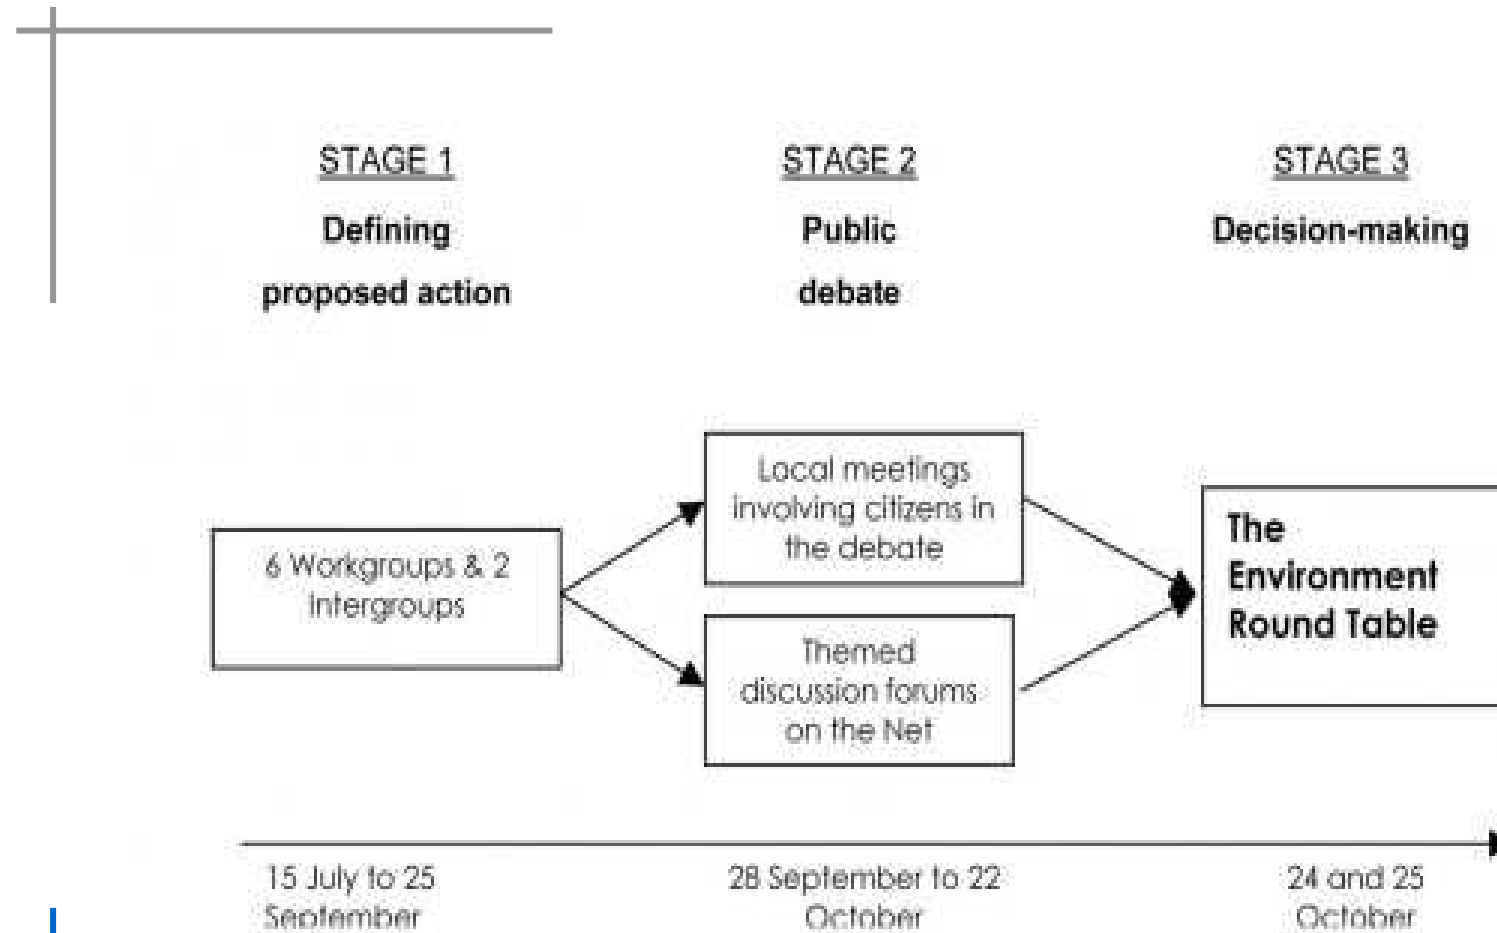 STAGE 1
Defining
proposed action
STAGE 2
Public
debate
STAGE 3
Decision-making
6 Workgroups & 2
Intergroups
Local meetings
involving citizens in
the debate
Themed
discussion forums
on the Net
The
Environment
Round Table
15 July to 25
September
28 September to 22
October
24 and 25
October